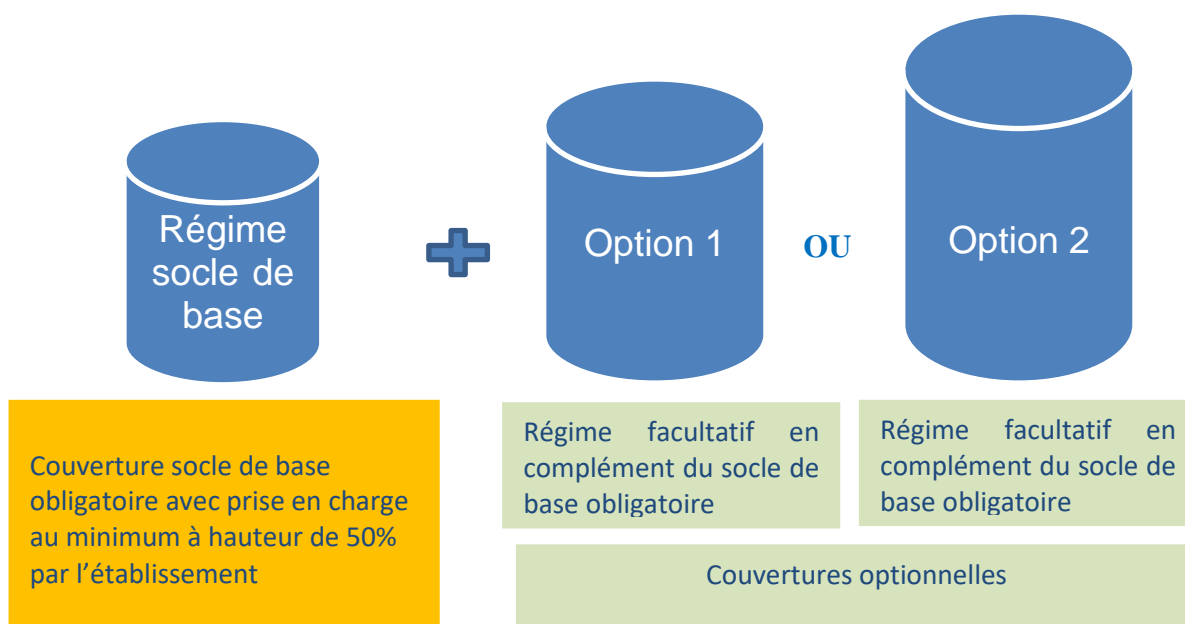 Régime
socle de
base
Option 1
OU
Option 2
Couverture socle de base
obligatoire avec prise en charge
au minimum à hauteur de 50%
par l’établissement
Régime facultatif en
complément du socle de
base obligatoire
Régime facultatif en
complément du socle de
base obligatoire
Couvertures optionnelles